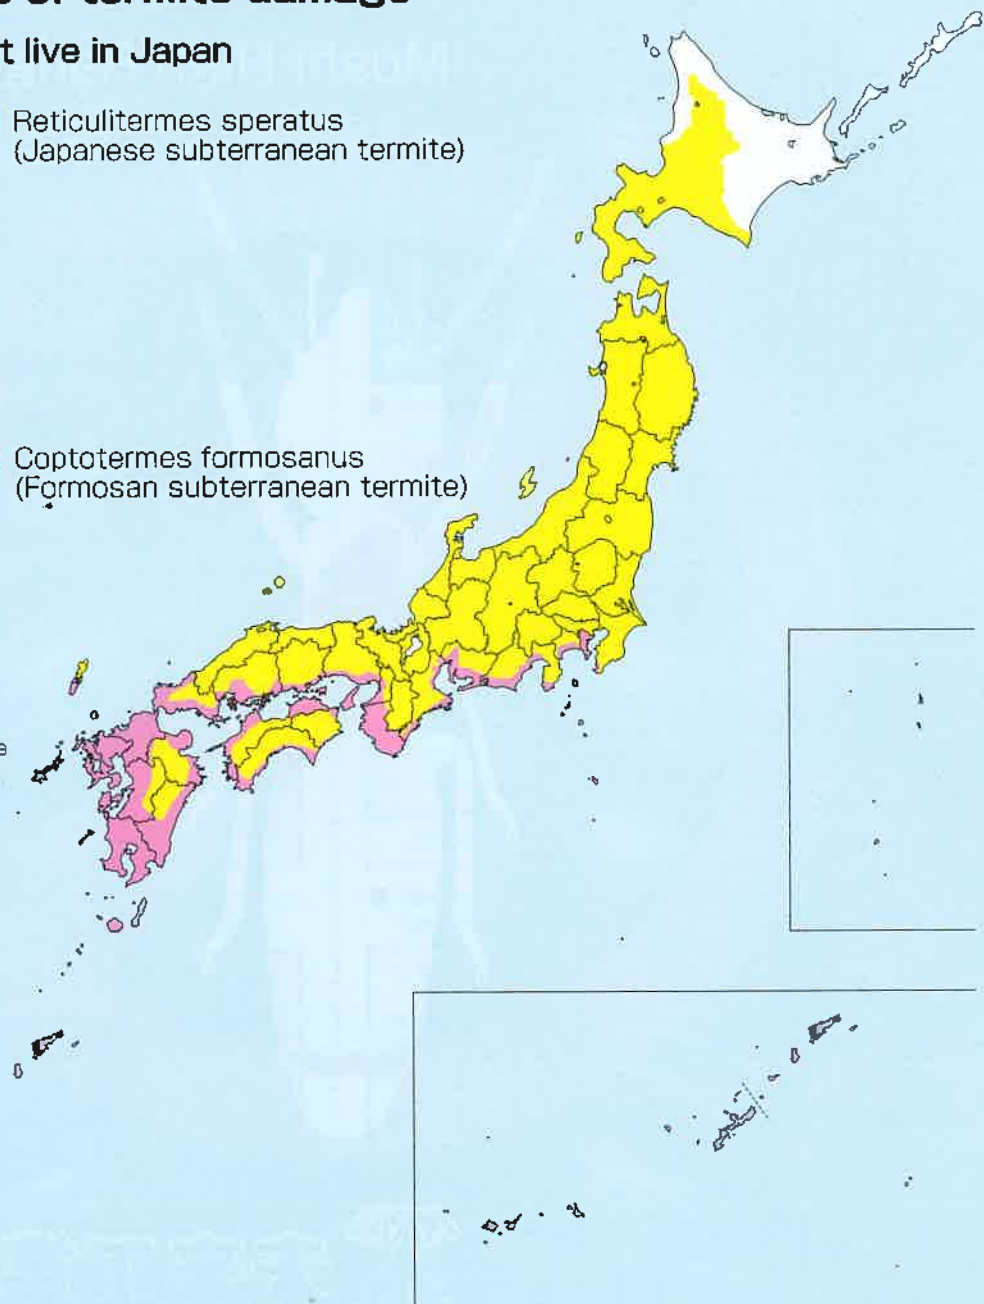 t live in Japan
Reticulitermes speratus
(Japanese subterranean termite)
Coptotermes formosanus
(Formosan subterranean termite)